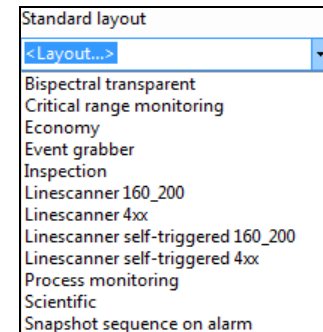 Standard layout
<Layout...>
Bispectral transparent
Critical range monitoring
Economy
Event grabber
Inspection
Linescanner 160_200
Linescanner 4xx
Linescanner self-triggered 160_200
Linescanner self-triggered 4xx
Process monitoring
Scientific
Snapshot sequence on alarm